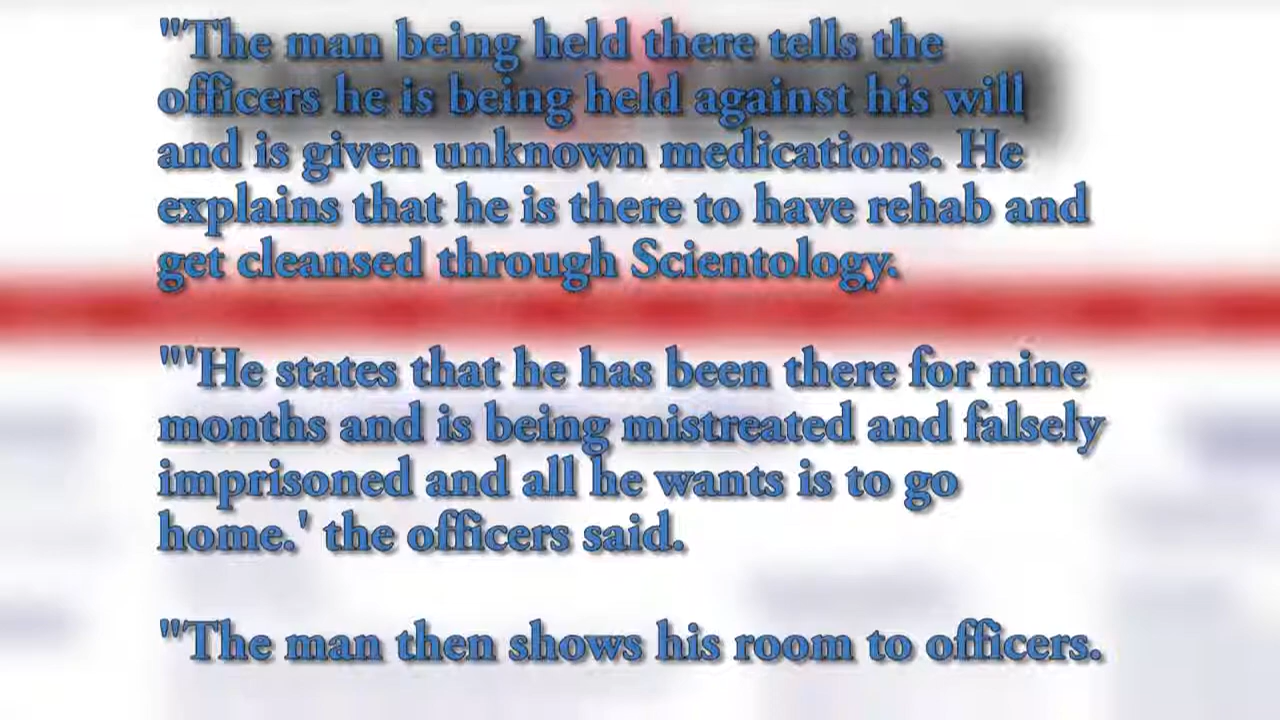 "The man being held there tells the
officers he is being held against his will
and is given unknown medications. He
explains that he is there to have rehab and
get cleansed through Scientology.
"'He states that he has been there for nine
months and is being mistreated and falsely
imprisoned and all he wants is to go
home.' the officers said.
"The man then shows his room to officers.